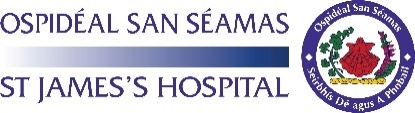 OSPIDÉAL SAN SÉAMAS
ST JAMES'S HOSPITAL
Ospidéal San Séamas
Seirbhís Dé agus A Phobail